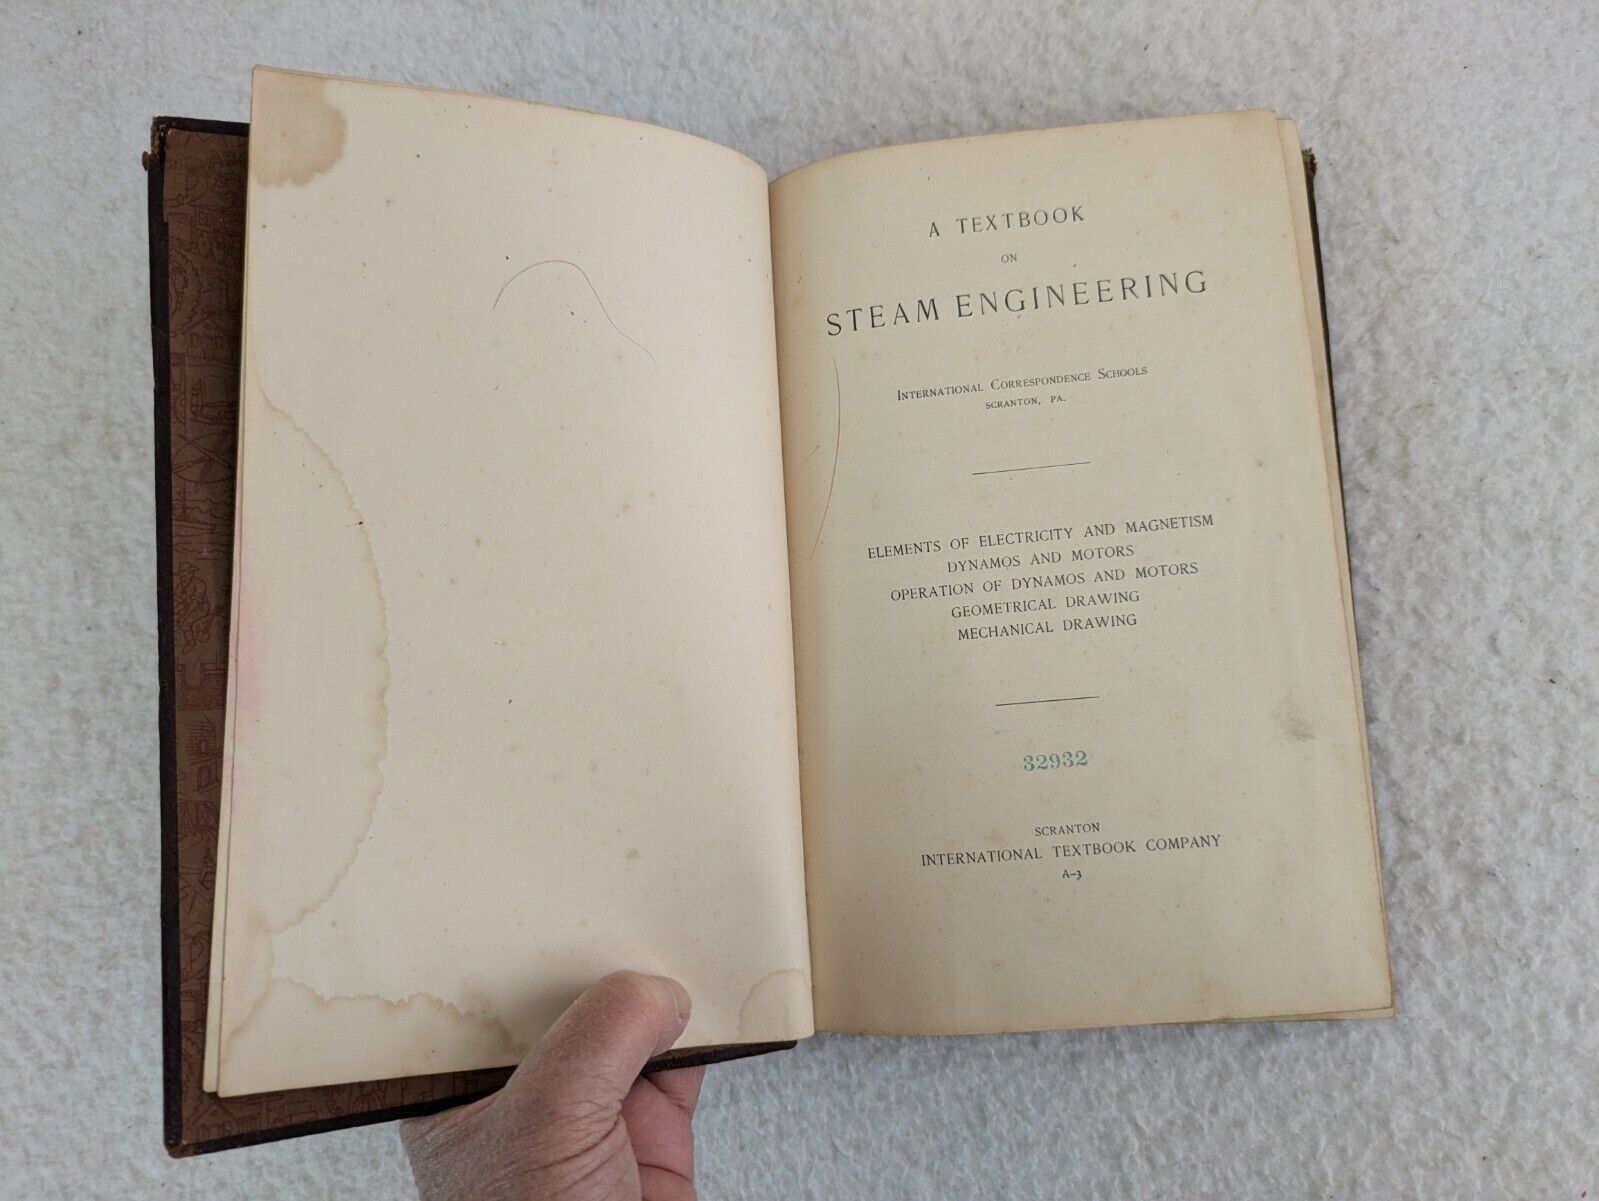 A TEXTBOOK
ON
STEAM ENGINEERING
INTERNATIONAL CORRESPONDENCE SCHOOLS
SCRANTON, PA.
ELEMENTS OF ELECTRICITY AND MAGNETISM
DYNAMOS AND MOTORS
OPERATION OF DYNAMOS AND MOTORS
GEOMETRICAL DRAWING
MECHANICAL DRAWING
32932
SCRANTON
INTERNATIONAL TEXTBOOK COMPANY
A-3